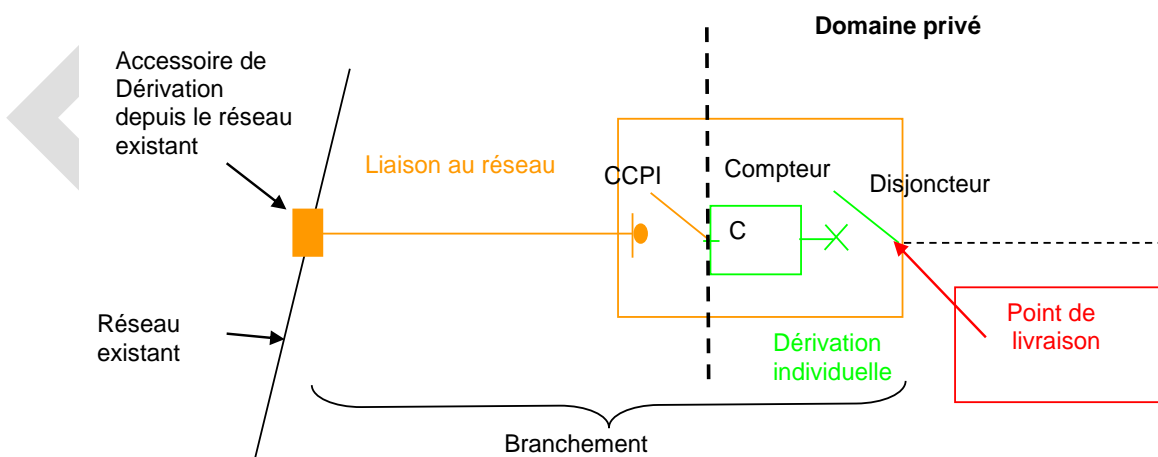 Domaine privé
Accessoire de
Dérivation
depuis le réseau
existant
Liaison au réseau
CCPI
Compteur
Disjoncteur
C
Réseau
existant
Point de
livraison
Dérivation
individuelle
Branchement